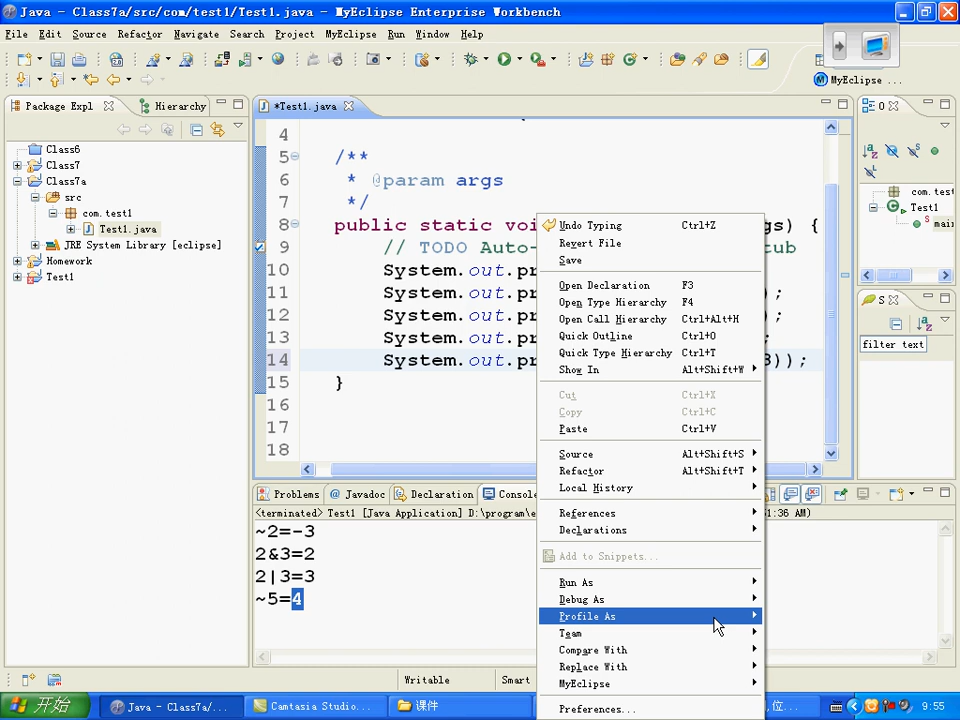 Java - Class7a/src/com/test1/Test1.java - MyEclipse Enterprise Workbench
File Edit Source Refactor Navigate Search Project MyEclipse Run Window Help
MyEclipse ...
Package Expl Hierarchy
*Test1.java
Class6
Class7
Class7a
src
com.test1
Test1.java
JRE System Library [eclipse]
Homework
Test1
4
5 /**
6 * @param args
7 */
8 public static voi gs) {
9 // TODO Auto- tub
10 System.out.pr
11 System.out.pr );
12 System.out.pr );
13 System.out.pr ;
14 System.out.pr 3));
15 }
16
17
18
Undo Typing Ctrl+Z
Revert File
Save
Open Declaration F3
Open Type Hierarchy F4
Open Call Hierarchy Ctrl+Alt+H
Quick Outline Ctrl+O
Quick Type Hierarchy Ctrl+T
Show In Alt+Shift+W
Cut Ctrl+X
Copy Ctrl+C
Paste Ctrl+V
Source Alt+Shift+S
Refactor Alt+Shift+T
Local History
References
Declarations
Add to Snippets...
Run As
Debug As
Profile As
Team
Compare With
Replace With
MyEclipse
Preferences...
O
com.test
Test1
mai
S
filter text
Problems Javadoc Declaration Console
<terminated> Test1 [Java Application] D:\program\e :51:36 AM)
~2=-3
2&3=2
2|3=3
~5=4
Writable Smart
开始 Java - Class7a/... Camtasia Studio... 课件 ,位... 9:55